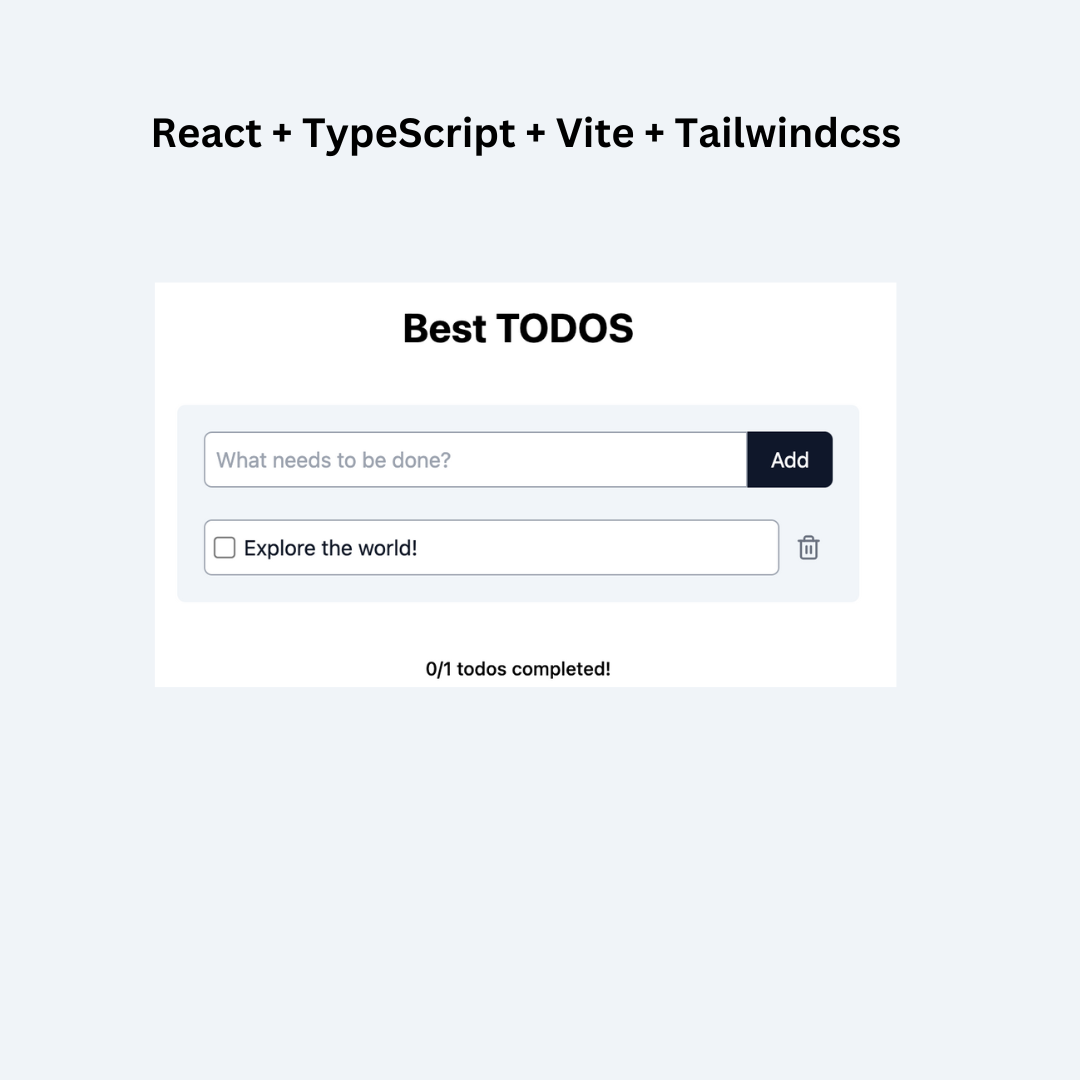 React + TypeScript + Vite + Tailwindcss
Best TODOS
What needs to be done?
Add
Explore the world!
0/1 todos completed!